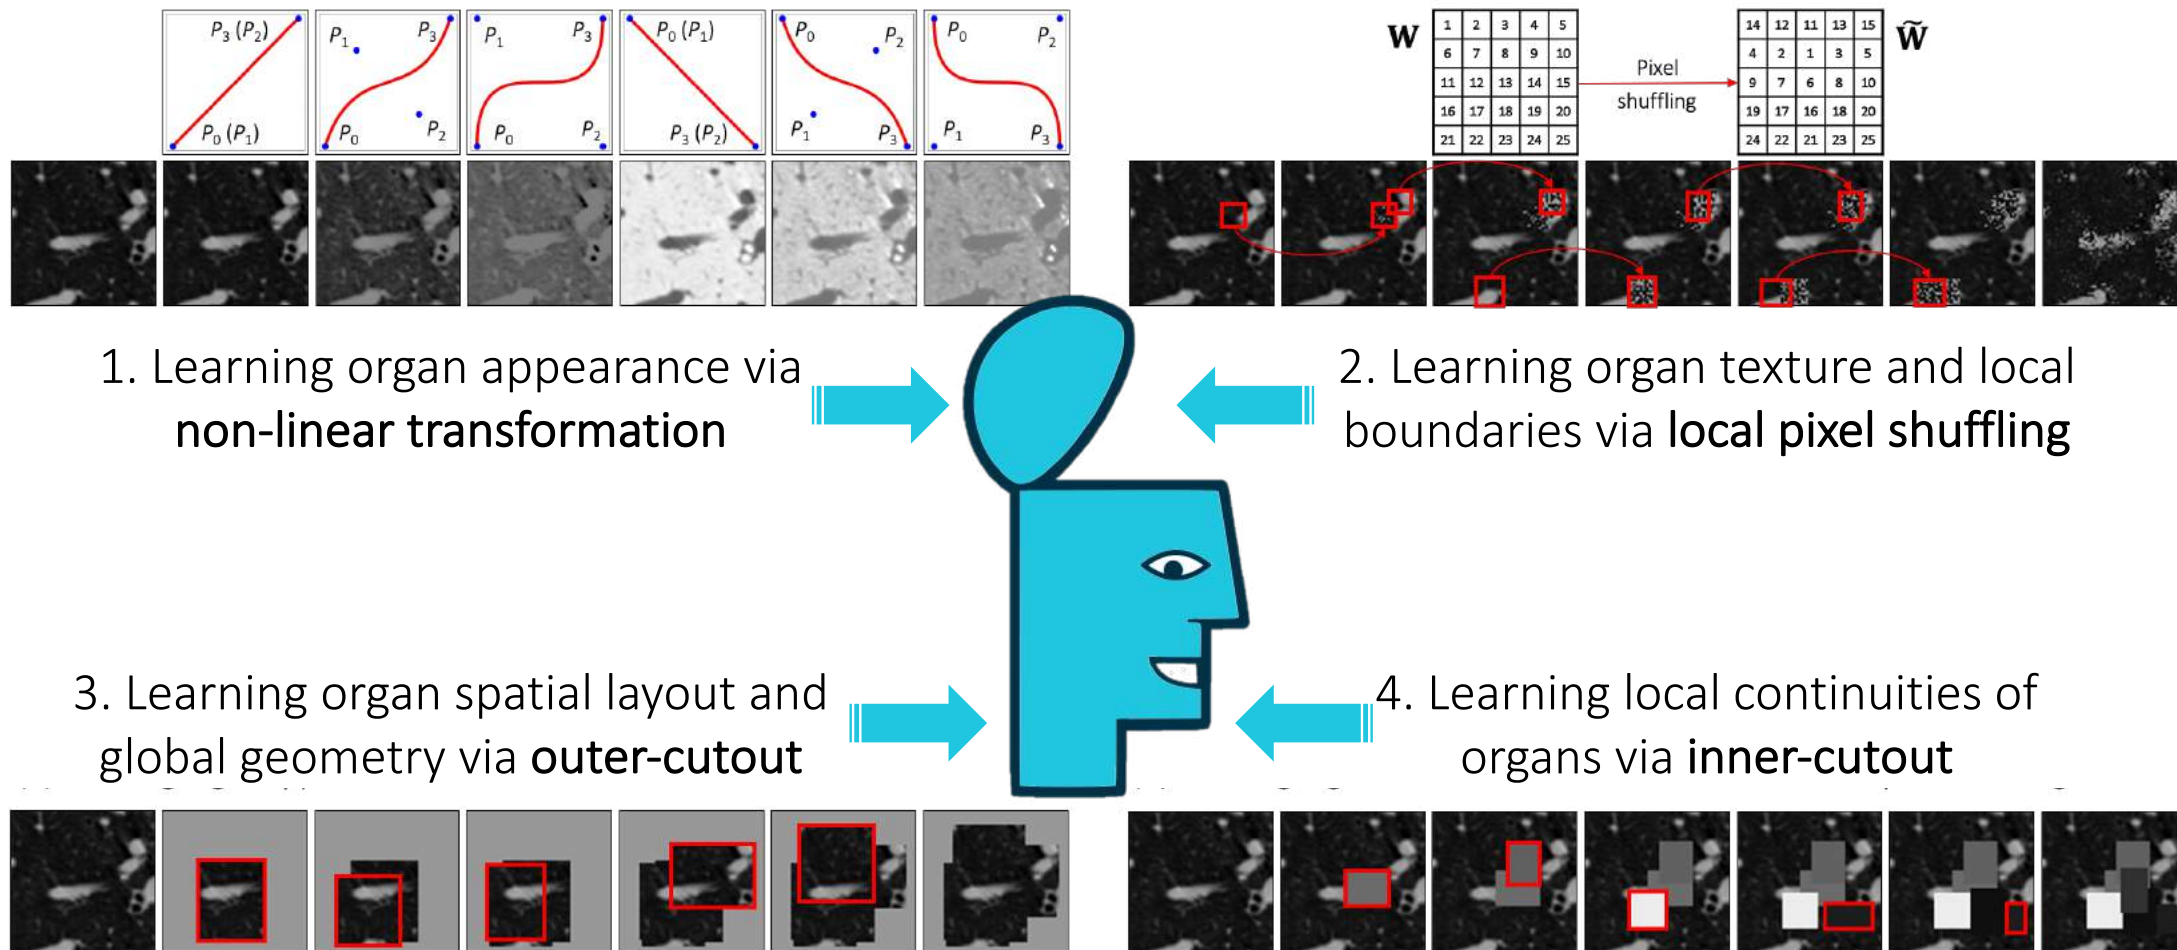 P3 (P2)
P0 (P1)
P1
P3
P0
P2
P1
P3
P0
P2
P0 (P1)
P3 (P2)
P0
P2
P1
P3
P0
P2
P1
P3
W
1 2 3 4 5
6 7 8 9 10
11 12 13 14 15
16 17 18 19 20
21 22 23 24 25
Pixel
shuffling
14 12 11 13 15
4 2 1 3 5
9 7 6 8 10
19 17 16 18 20
24 22 21 23 25
W̃
1. Learning organ appearance via
non-linear transformation
2. Learning organ texture and local
boundaries via local pixel shuffling
3. Learning organ spatial layout and
global geometry via outer-cutout
4. Learning local continuities of
organs via inner-cutout